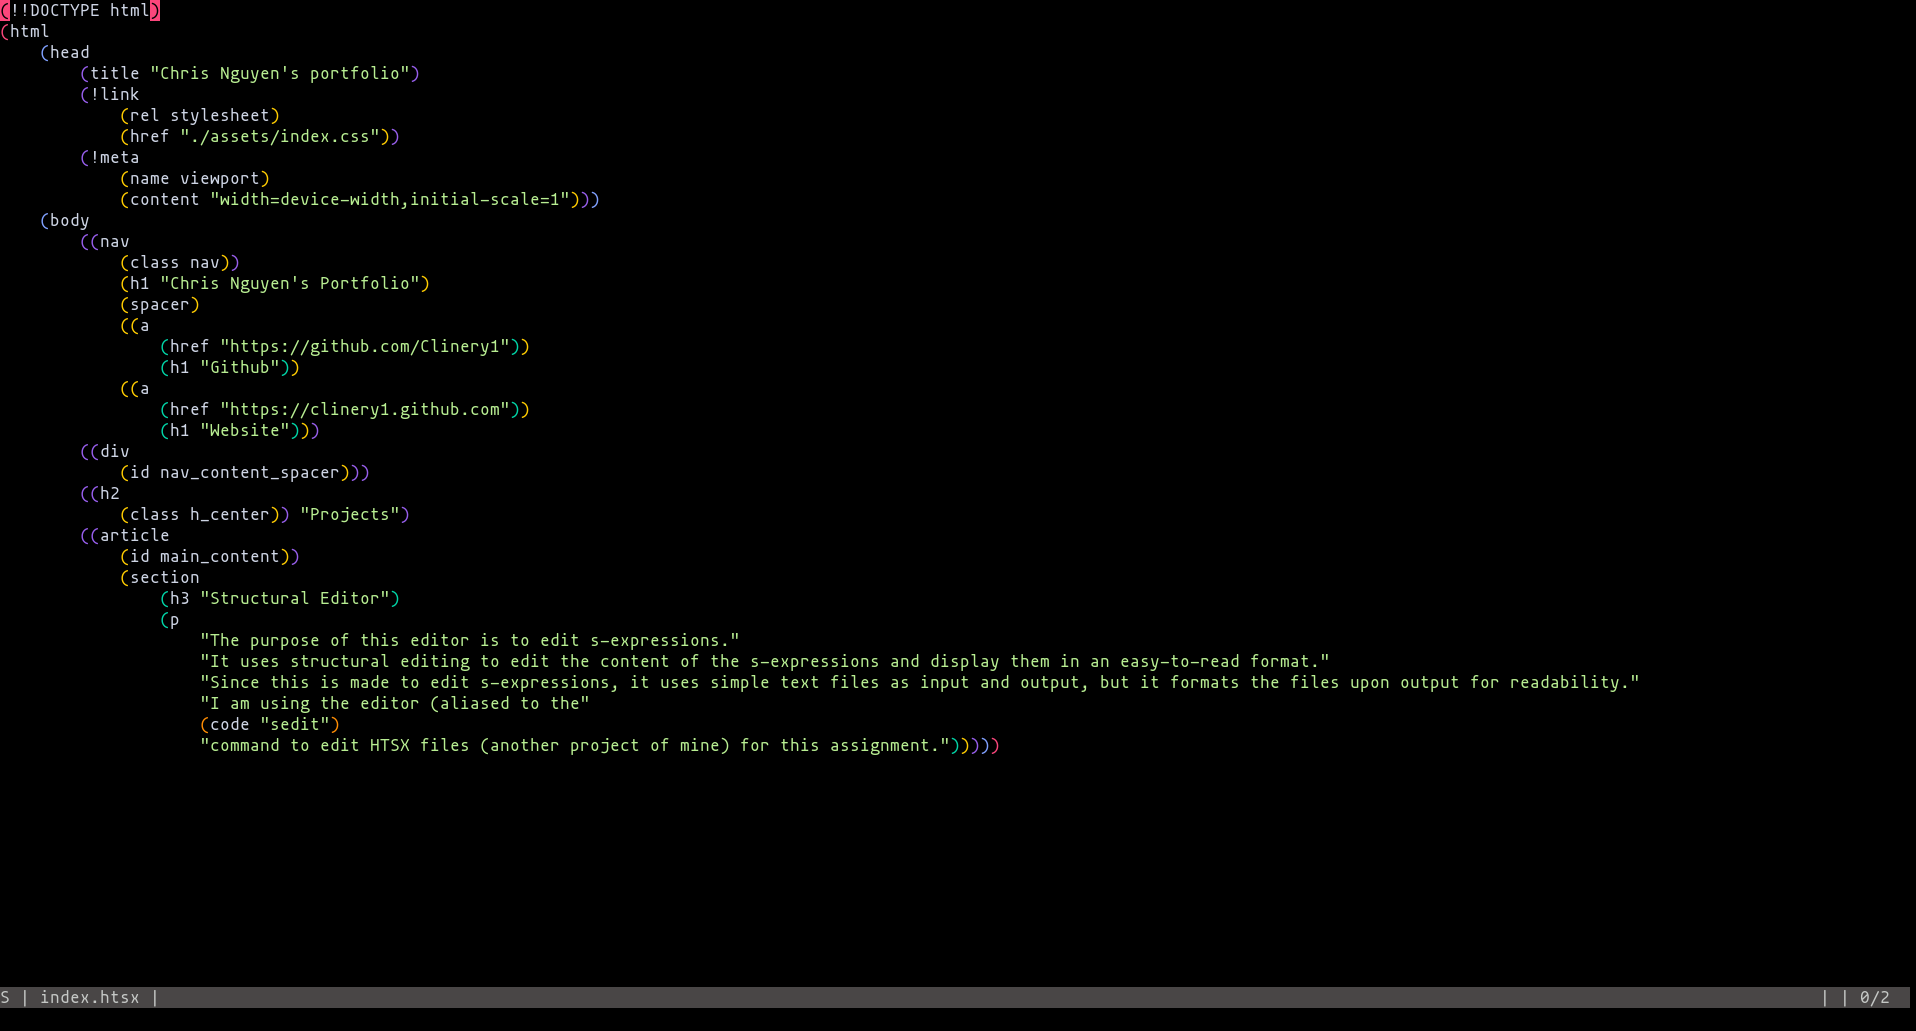 (!!DOCTYPE html)
(html
    (head
        (title "Chris Nguyen's portfolio")
        (!link
            (rel stylesheet)
            (href "./assets/index.css"))
        (!meta
            (name viewport)
            (content "width=device-width,initial-scale=1")))
    (body
        ((nav
            (class nav))
            (h1 "Chris Nguyen's Portfolio")
            (spacer)
            ((a
                (href "https://github.com/Clinery1"))
                (h1 "Github"))
            ((a
                (href "https://clinery1.github.com"))
                (h1 "Website")))
        ((div
            (id nav_content_spacer)))
        ((h2
            (class h_center)) "Projects")
        ((article
            (id main_content))
            (section
                (h3 "Structural Editor")
                (p
                    "The purpose of this editor is to edit s-expressions."
                    "It uses structural editing to edit the content of the s-expressions and display them in an easy-to-read format."
                    "Since this is made to edit s-expressions, it uses simple text files as input and output, but it formats the files upon output for readability."
                    "I am using the editor (aliased to the"
                    (code "sedit")
                    "command to edit HTSX files (another project of mine) for this assignment.")))))
S | index.htsx | | | 0/2